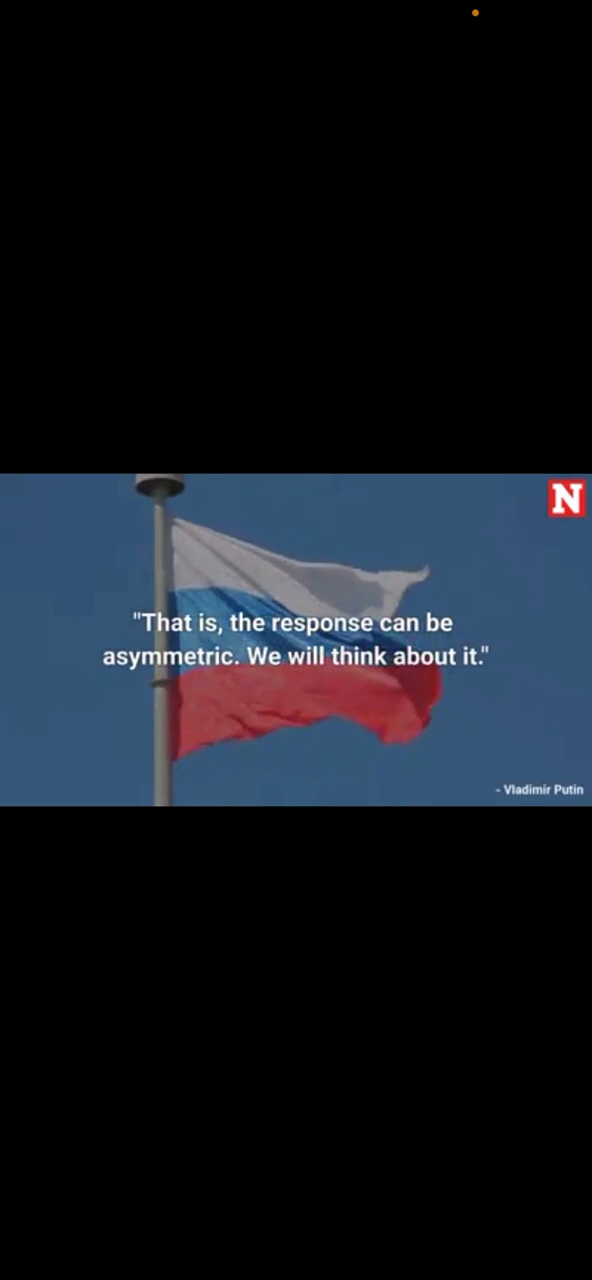 N
"That is, the response can be
asymmetric. We will think about it."
- Vladimir Putin